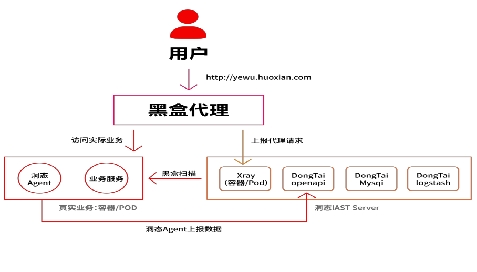 用户
http://yewu.huoxian.com
黑盒代理
访问实际业务
上报代理请求
洞态
Agent
业务服务
黑盒扫描
Xray
(容器/Pod)
DongTai
openapi
DongTai
Mysql
DongTai
logstash
真实业务:容器/POD
洞态IAST Server
洞态Agent上报数据